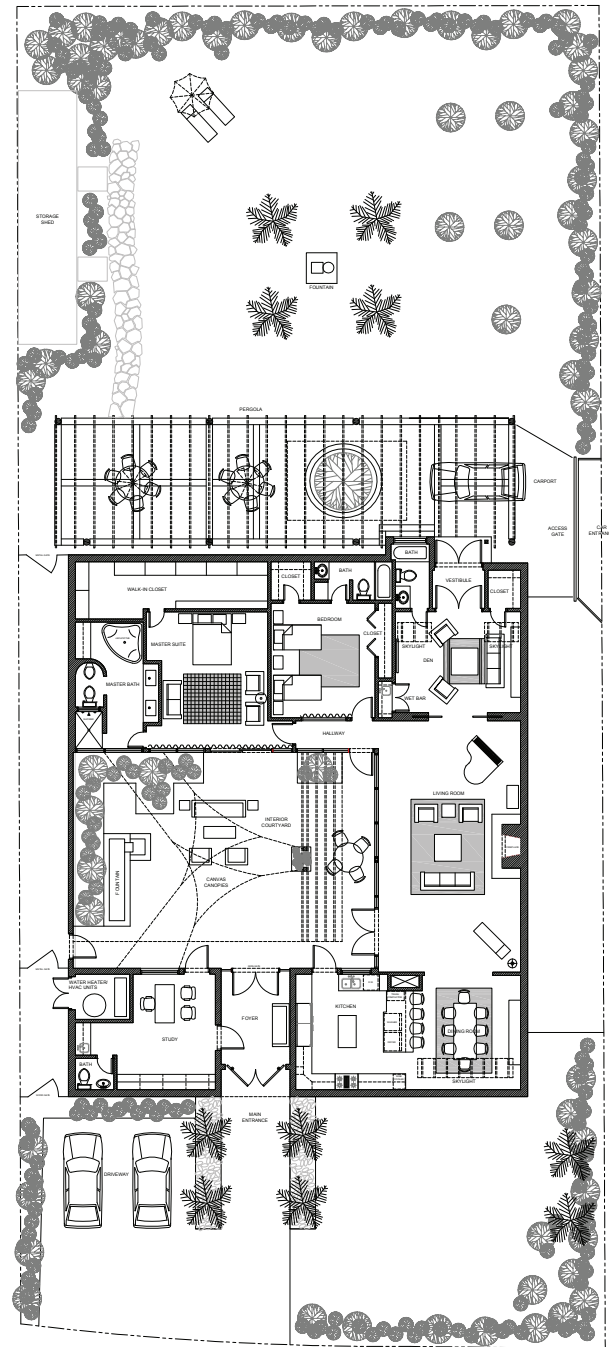 STORAGE
SHED
FOUNTAIN
PERGOLA
CARPORT
ACCESS
GATE
CAR
ENTRANC
BATH
VESTIBULE
CLOSET
BATH
CLOSET
WALK-IN CLOSET
BEDROOM
CLOSET
SKYLIGHT
SKYLIGHT
DEN
MASTER SUITE
MASTER BATH
WET BAR
HALLWAY
LIVING ROOM
INTERIOR
COURTYARD
CANVAS
CANOPIES
FOUNTAIN
WATER HEATER/
HVAC UNITS
KITCHEN
FOYER
STUDY
DINING ROOM
BATH
SKYLIGHT
MAIN
ENTRANCE
DRIVEWAY